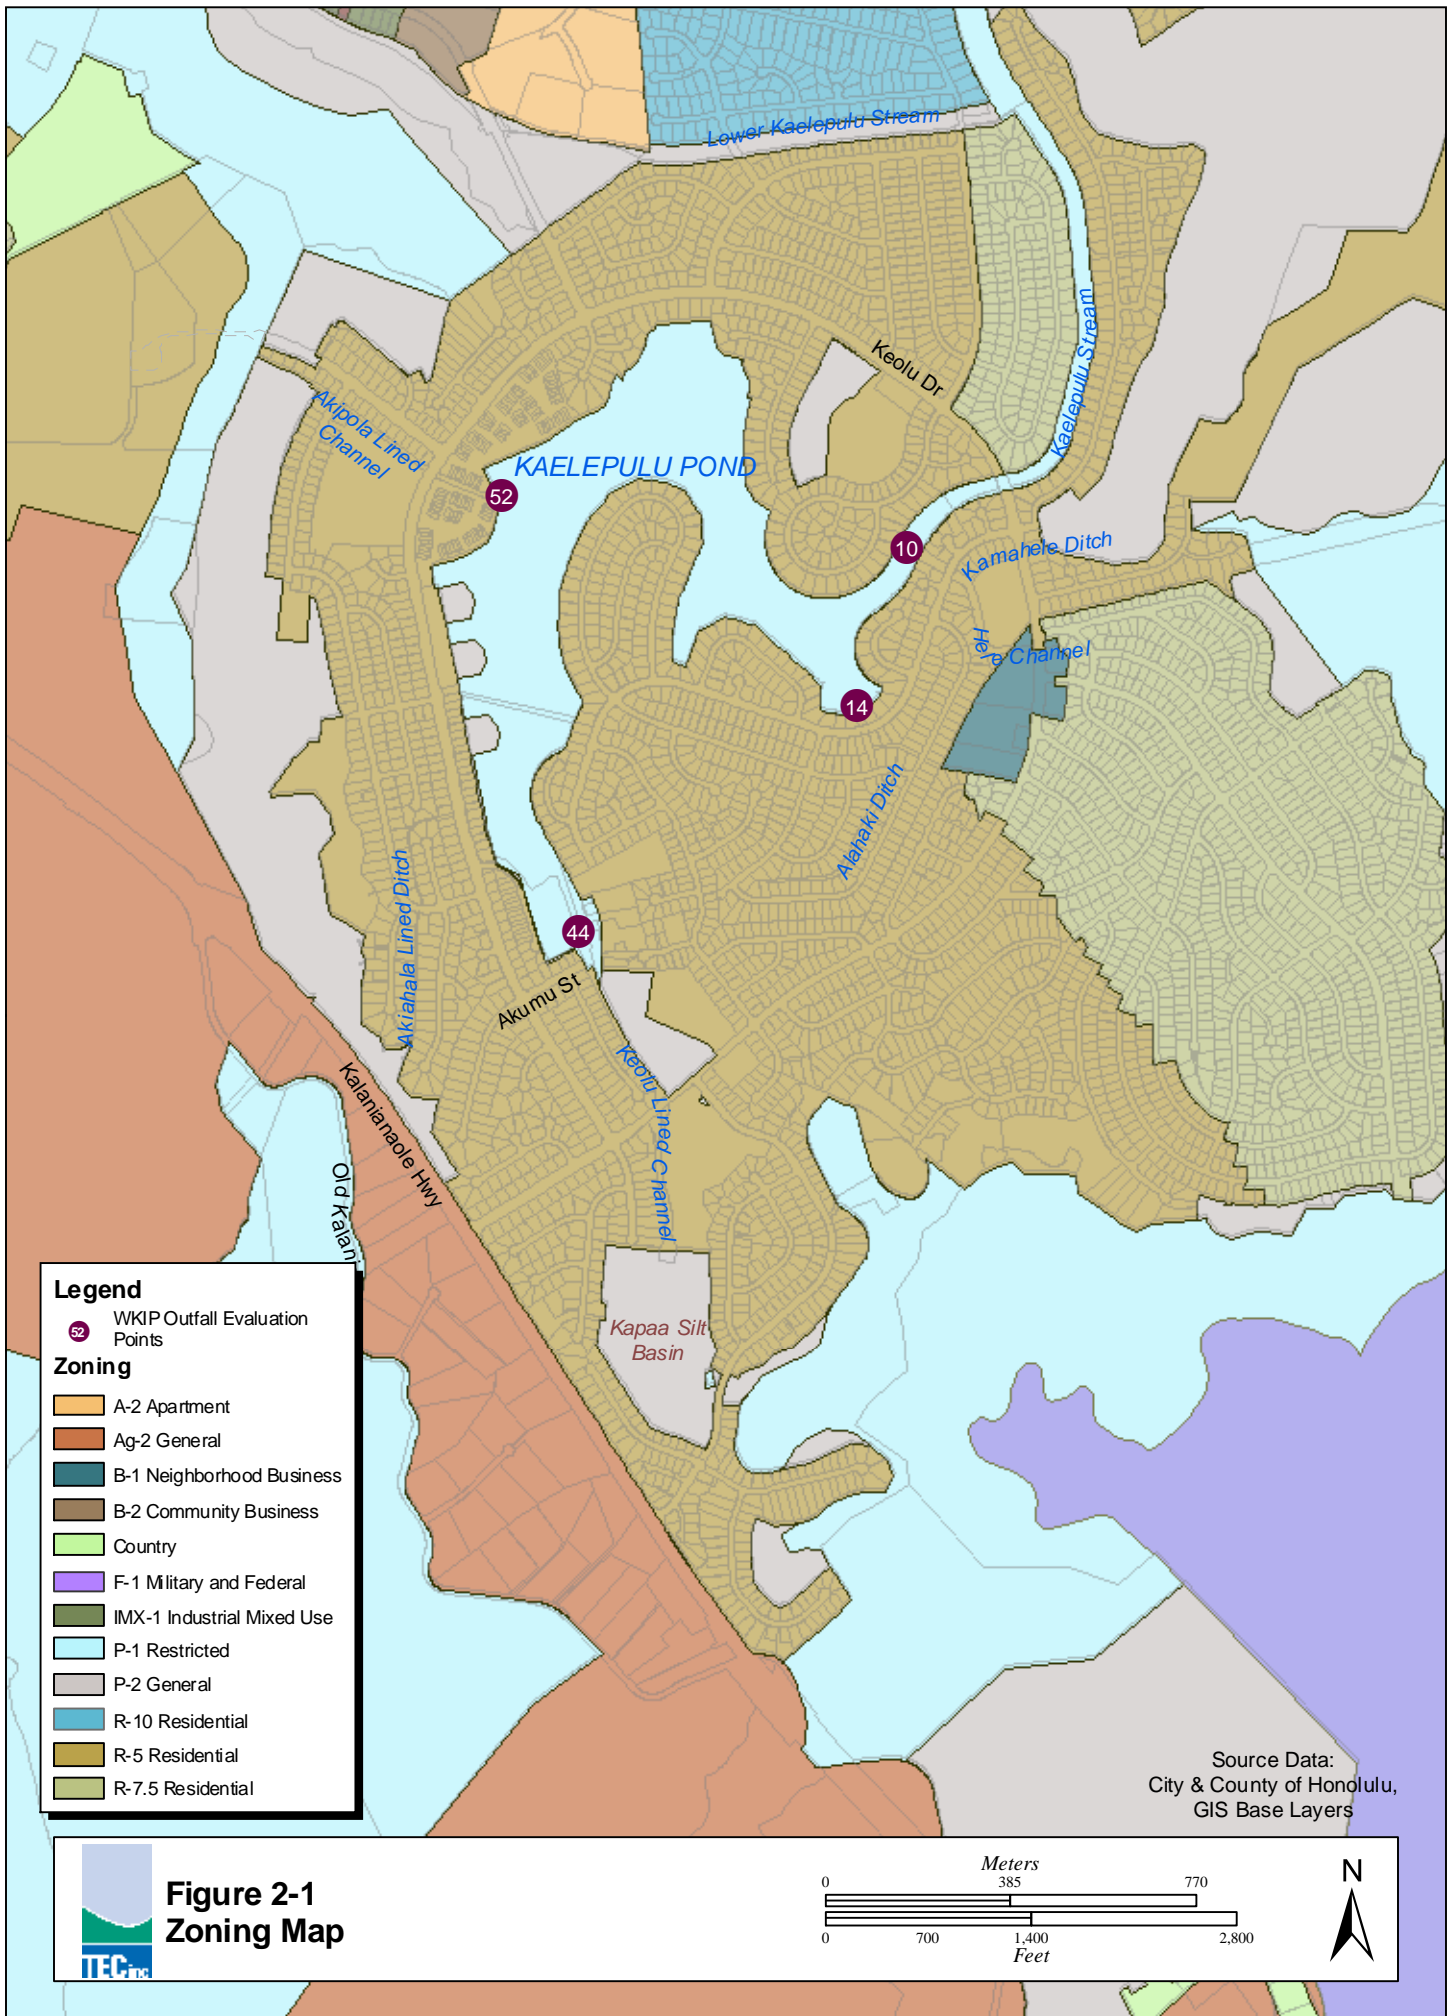 Lower Kaelepulu Stream
Keolu Dr
Kaelepulu Stream
Akipola Lined
Channel
KAELEPULU POND
52
10
Kamahele Ditch
Hele Channel
14
Alahaki Ditch
Akiahala Lined Ditch
44
Akumu St
Keolu Lined Channel
Kalanianaole Hwy
Old Kalani
Kapaa Silt
Basin
Legend
52
WKIP Outfall Evaluation
Points
Zoning
A-2 Apartment
Ag-2 General
B-1 Neighborhood Business
B-2 Community Business
Country
F-1 Military and Federal
IMX-1 Industrial Mixed Use
P-1 Restricted
P-2 General
R-10 Residential
R-5 Residential
R-7.5 Residential
Source Data:
City & County of Honolulu,
GIS Base Layers
TEC inc
Figure 2-1
Zoning Map
Meters
0 385 770
0 700 1,400 2,800
Feet
N